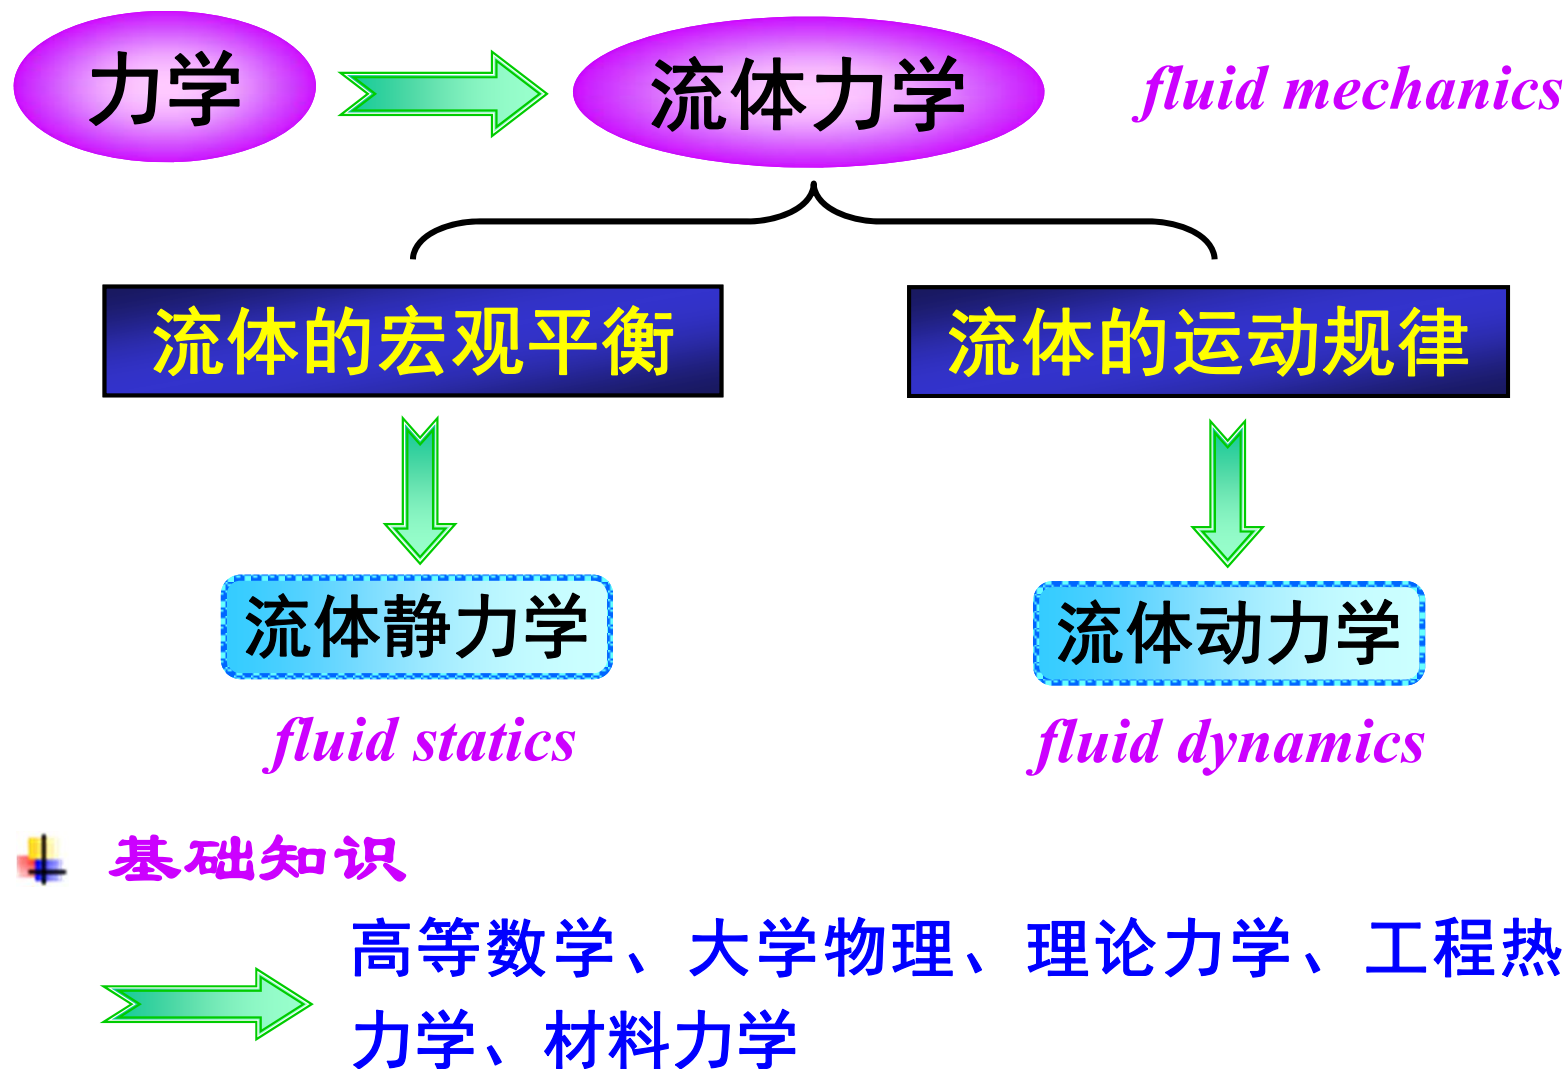 力学
流体力学
fluid mechanics
流体的宏观平衡
流体的运动规律
流体静力学
流体动力学
fluid statics
fluid dynamics
基础知识
高等数学、大学物理、理论力学、工程热
力学、材料力学